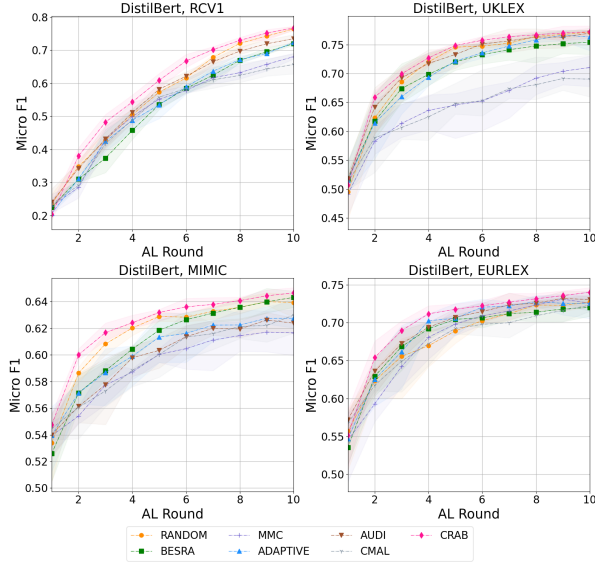 DistilBert, RCV1
DistilBert, UKLEX
Micro F1
0.8
0.7
0.6
0.5
0.4
0.3
0.2
2 4 6 8 10
AL Round
Micro F1
0.75
0.70
0.65
0.60
0.55
0.50
0.45
2 4 6 8 10
AL Round
DistilBert, MIMIC
DistilBert, EURLEX
Micro F1
0.64
0.62
0.60
0.58
0.56
0.54
0.52
0.50
2 4 6 8 10
AL Round
Micro F1
0.75
0.70
0.65
0.60
0.55
0.50
2 4 6 8 10
AL Round
RANDOM MMC AUDI CRAB
BESRA ADAPTIVE CMAL